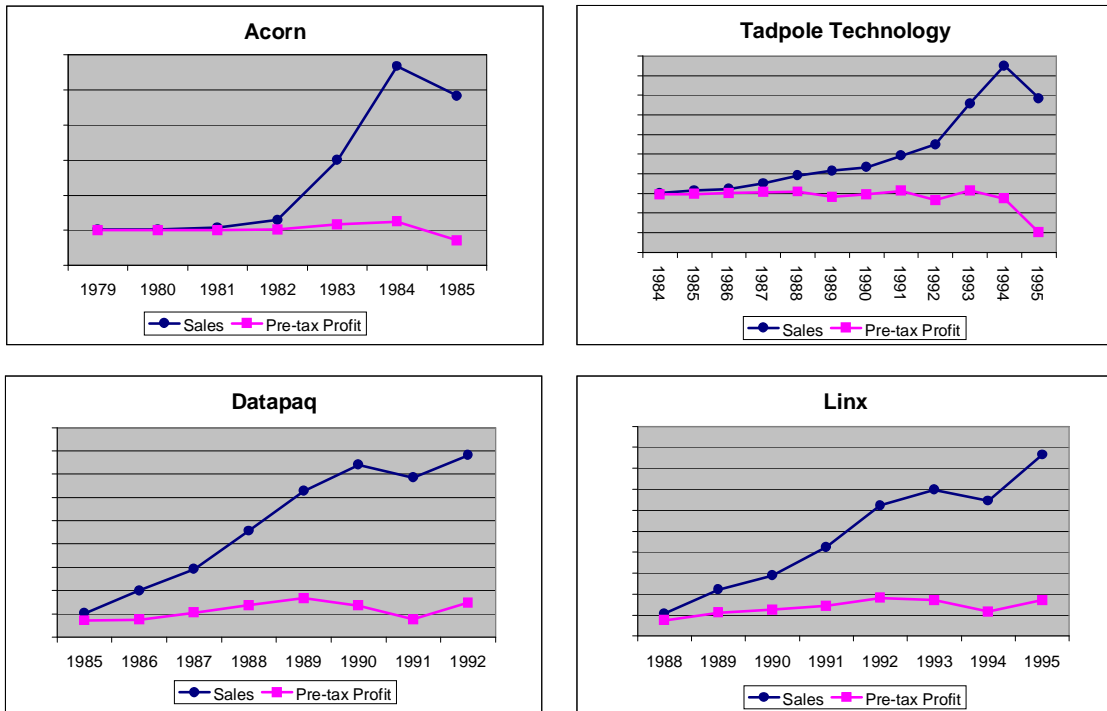 Acorn
1979 1980 1981 1982 1983 1984 1985
Sales Pre-tax Profit
Tadpole Technology
1984 1985 1986 1987 1988 1989 1990 1991 1992 1993 1994 1995
Sales Pre-tax Profit
Datapaq
1985 1986 1987 1988 1989 1990 1991 1992
Sales Pre-tax Profit
Linx
1988 1989 1990 1991 1992 1993 1994 1995
Sales Pre-tax Profit